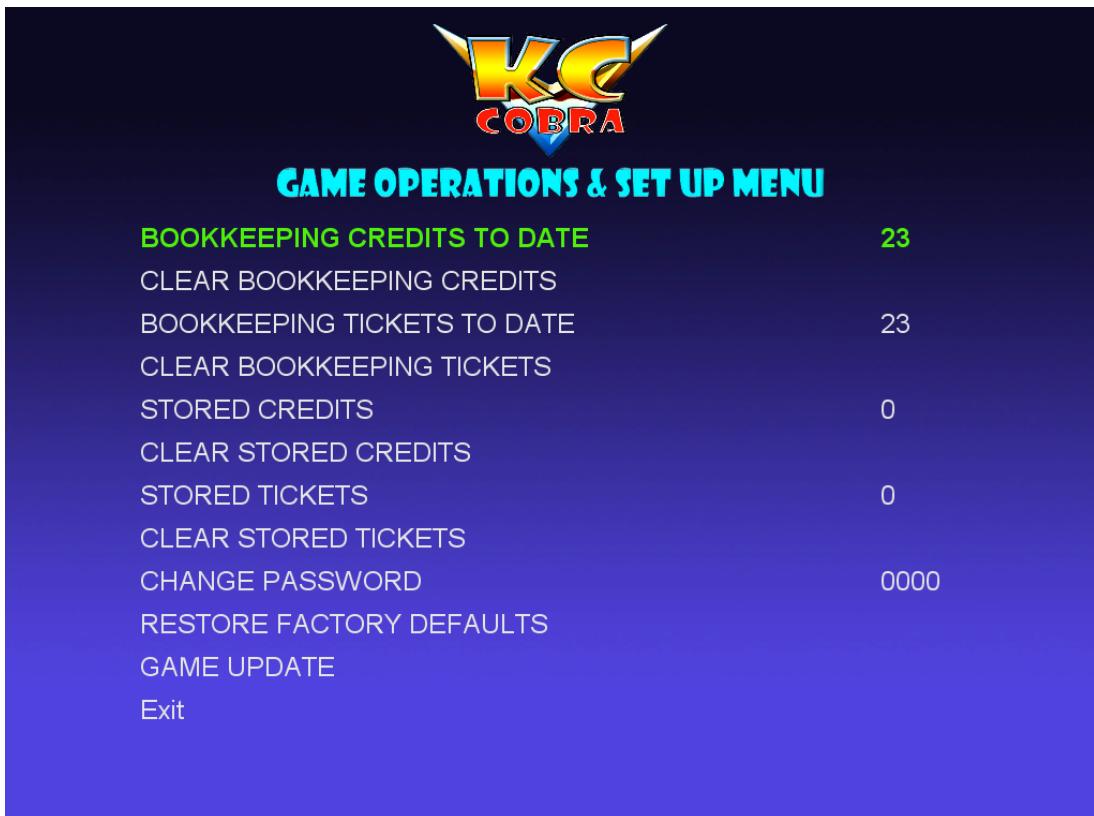 KC
COBRA
GAME OPERATIONS & SET UP MENU
BOOKKEEPING CREDITS TO DATE 23
CLEAR BOOKKEEPING CREDITS
BOOKKEEPING TICKETS TO DATE 23
CLEAR BOOKKEEPING TICKETS
STORED CREDITS 0
CLEAR STORED CREDITS
STORED TICKETS 0
CLEAR STORED TICKETS
CHANGE PASSWORD 0000
RESTORE FACTORY DEFAULTS
GAME UPDATE
Exit